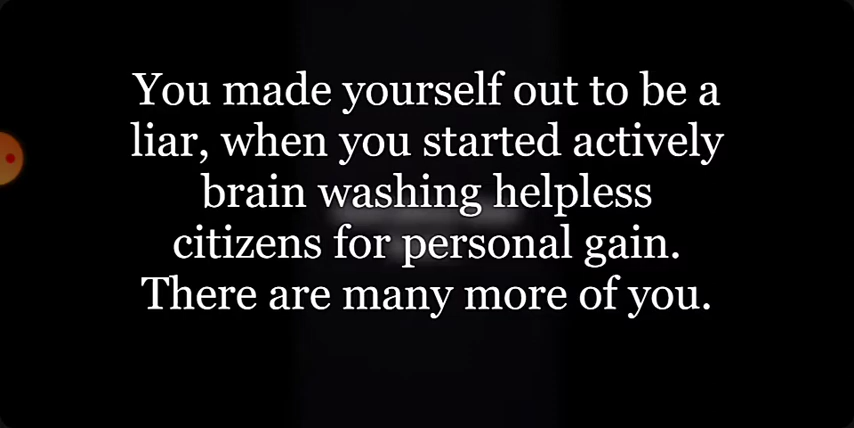 You made yourself out to be a
liar, when you started actively
brain washing helpless
citizens for personal gain.
There are many more of you.